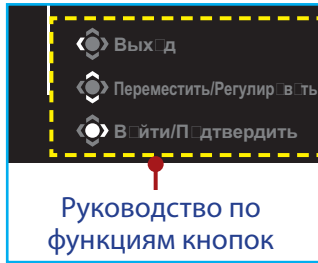 Вых□д
Переместить/Регулир□в□ть
В□йти/П□дтвердить
Руководство по
функциям кнопок